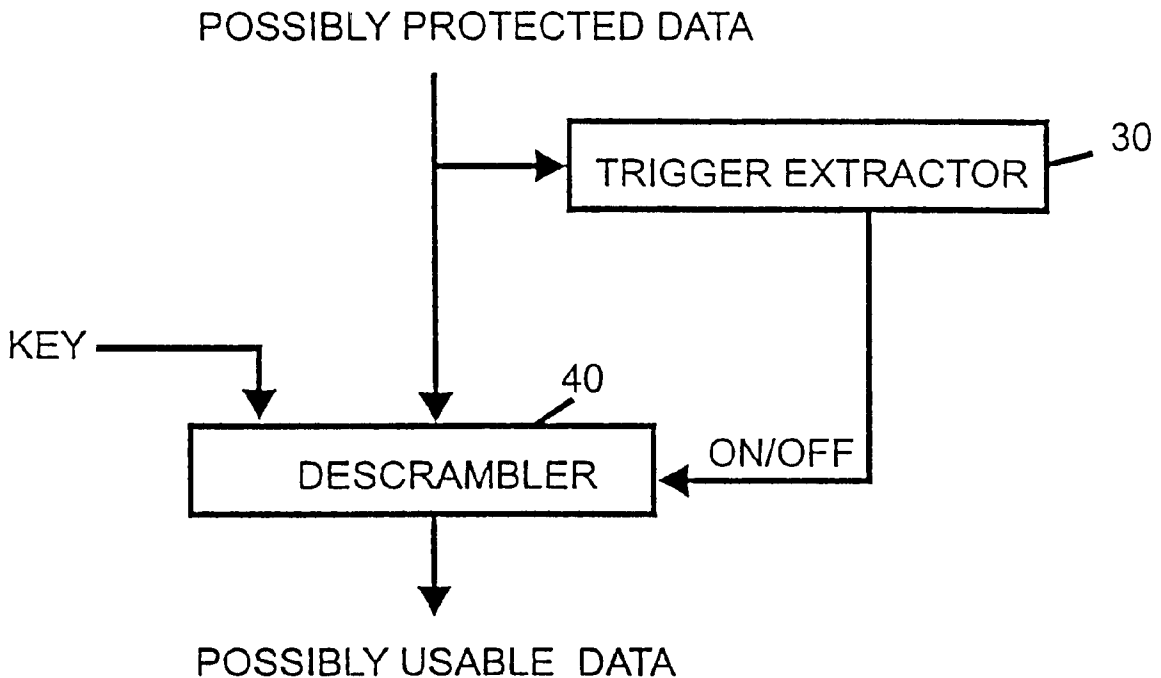 POSSIBLY PROTECTED DATA
30
TRIGGER EXTRACTOR
KEY
40
ON/OFF
DESCRAMBLER
POSSIBLY USABLE DATA